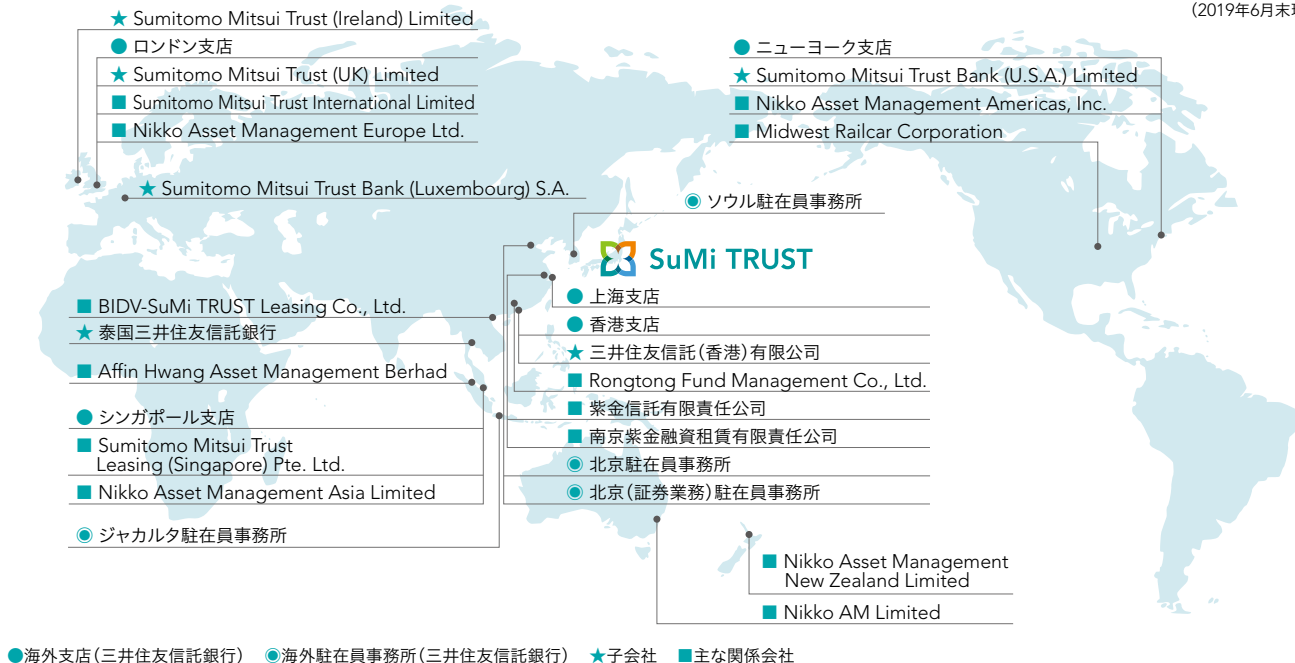 (2019年6月末
★ Sumitomo Mitsui Trust (Ireland) Limited
● ロンドン支店
★ Sumitomo Mitsui Trust (UK) Limited
■ Sumitomo Mitsui Trust International Limited
■ Nikko Asset Management Europe Ltd.
★ Sumitomo Mitsui Trust Bank (Luxembourg) S.A.
● ニューヨーク支店
★ Sumitomo Mitsui Trust Bank (U.S.A.) Limited
■ Nikko Asset Management Americas, Inc.
■ Midwest Railcar Corporation
◉ ソウル駐在員事務所
SuMi TRUST
■ BIDV-SuMi TRUST Leasing Co., Ltd.
★ 泰国三井住友信託銀行
■ Affin Hwang Asset Management Berhad
● シンガポール支店
■ Sumitomo Mitsui Trust
Leasing (Singapore) Pte. Ltd.
■ Nikko Asset Management Asia Limited
◉ ジャカルタ駐在員事務所
● 上海支店
● 香港支店
★ 三井住友信託(香港)有限公司
■ Rongtong Fund Management Co., Ltd.
■ 紫金信託有限責任公司
■ 南京紫金融資租賃有限責任公司
◉ 北京駐在員事務所
◉ 北京(証券業務)駐在員事務所
■ Nikko Asset Management
New Zealand Limited
■ Nikko AM Limited
●海外支店(三井住友信託銀行) ◉海外駐在員事務所(三井住友信託銀行) ★子会社 ■主な関係会社